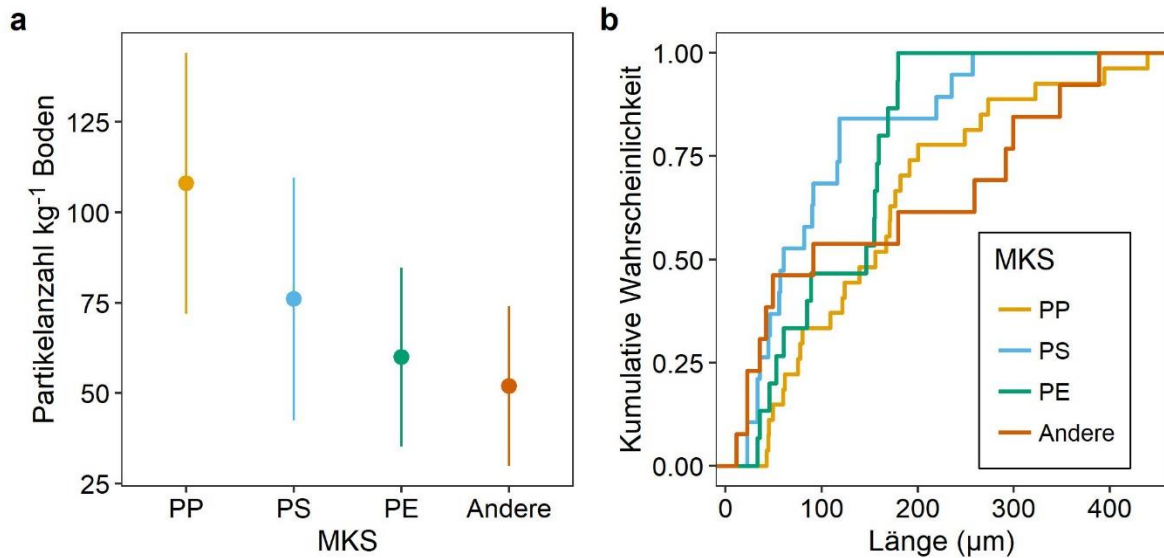 a
Partikelanzahl kg⁻¹ Boden
125
100
75
50
25
PP PS PE Andere
MKS
b
Kumulative Wahrscheinlichkeit
1.00
0.75
0.50
0.25
0.00
MKS
PP
PS
PE
Andere
0 100 200 300 400
Länge (µm)